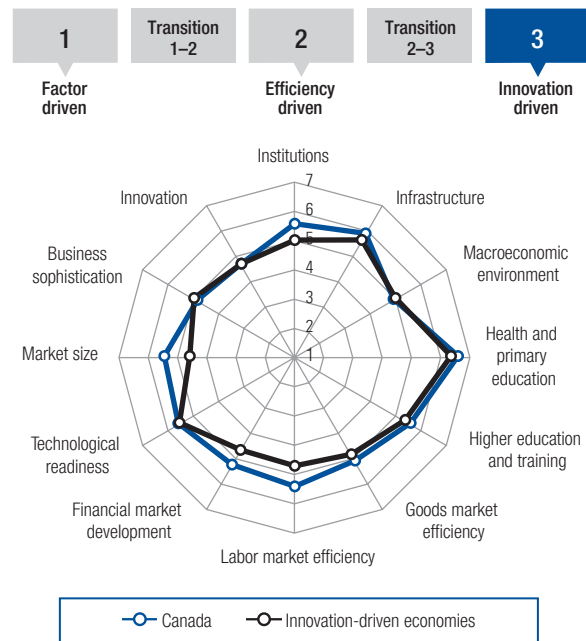 1
Transition
1–2
2
Transition
2–3
3
Factor
driven
Efficiency
driven
Innovation
driven
Institutions
Innovation
Infrastructure
Business
sophistication
Macroeconomic
environment
Market size
Health and
primary
education
Technological
readiness
Higher education
and training
Financial market
development
Goods market
efficiency
Labor market efficiency
7
6
5
4
3
2
1
Canada
Innovation-driven economies